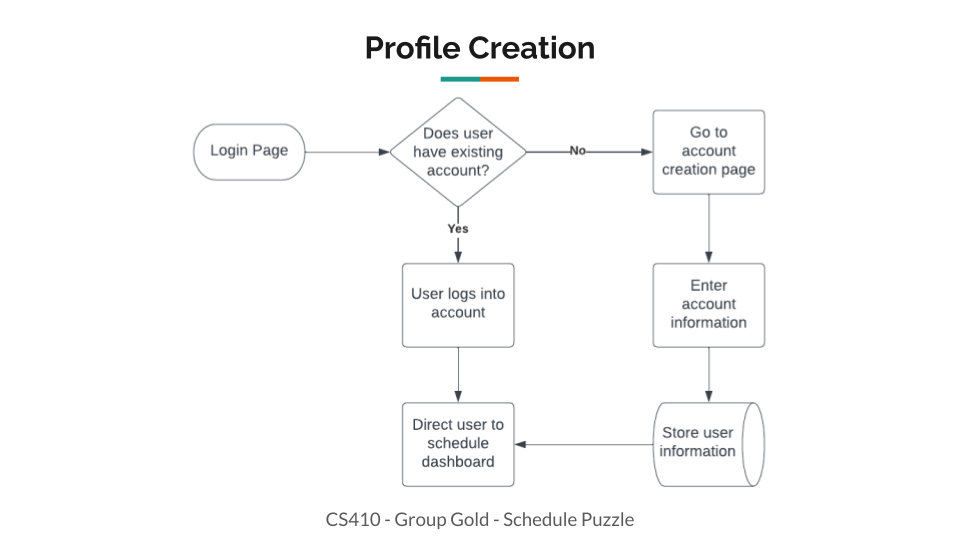 Profile Creation
Login Page
Does user
have existing
account?
No
Go to
account
creation page
Yes
User logs into
account
Enter
account
information
Direct user to
schedule
dashboard
Store user
information
CS410 - Group Gold - Schedule Puzzle